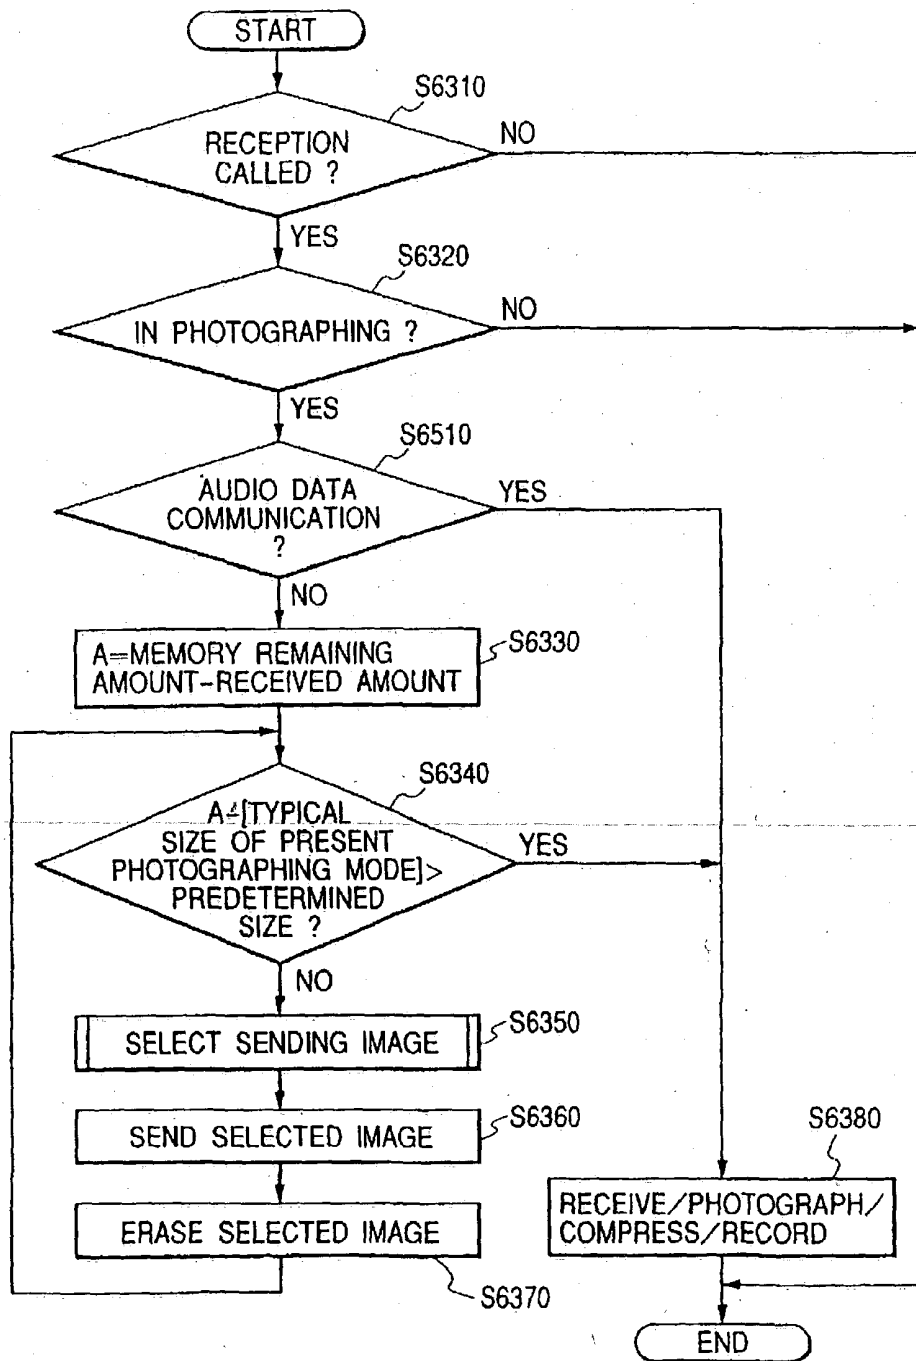 START
S6310
RECEPTION
CALLED ?
NO
YES
S6320
IN PHOTOGRAPHING ?
NO
YES
S6510
AUDIO DATA
COMMUNICATION
?
YES
NO
S6330
A=MEMORY REMAINING
AMOUNT-RECEIVED AMOUNT
S6340
A-[TYPICAL
SIZE OF PRESENT
PHOTOGRAPHING MODE]>
PREDETERMINED
SIZE ?
YES
NO
SELECT SENDING IMAGE
S6350
SEND SELECTED IMAGE
S6360
S6380
ERASE SELECTED IMAGE
S6370
RECEIVE/PHOTOGRAPH/
COMPRESS/RECORD
END